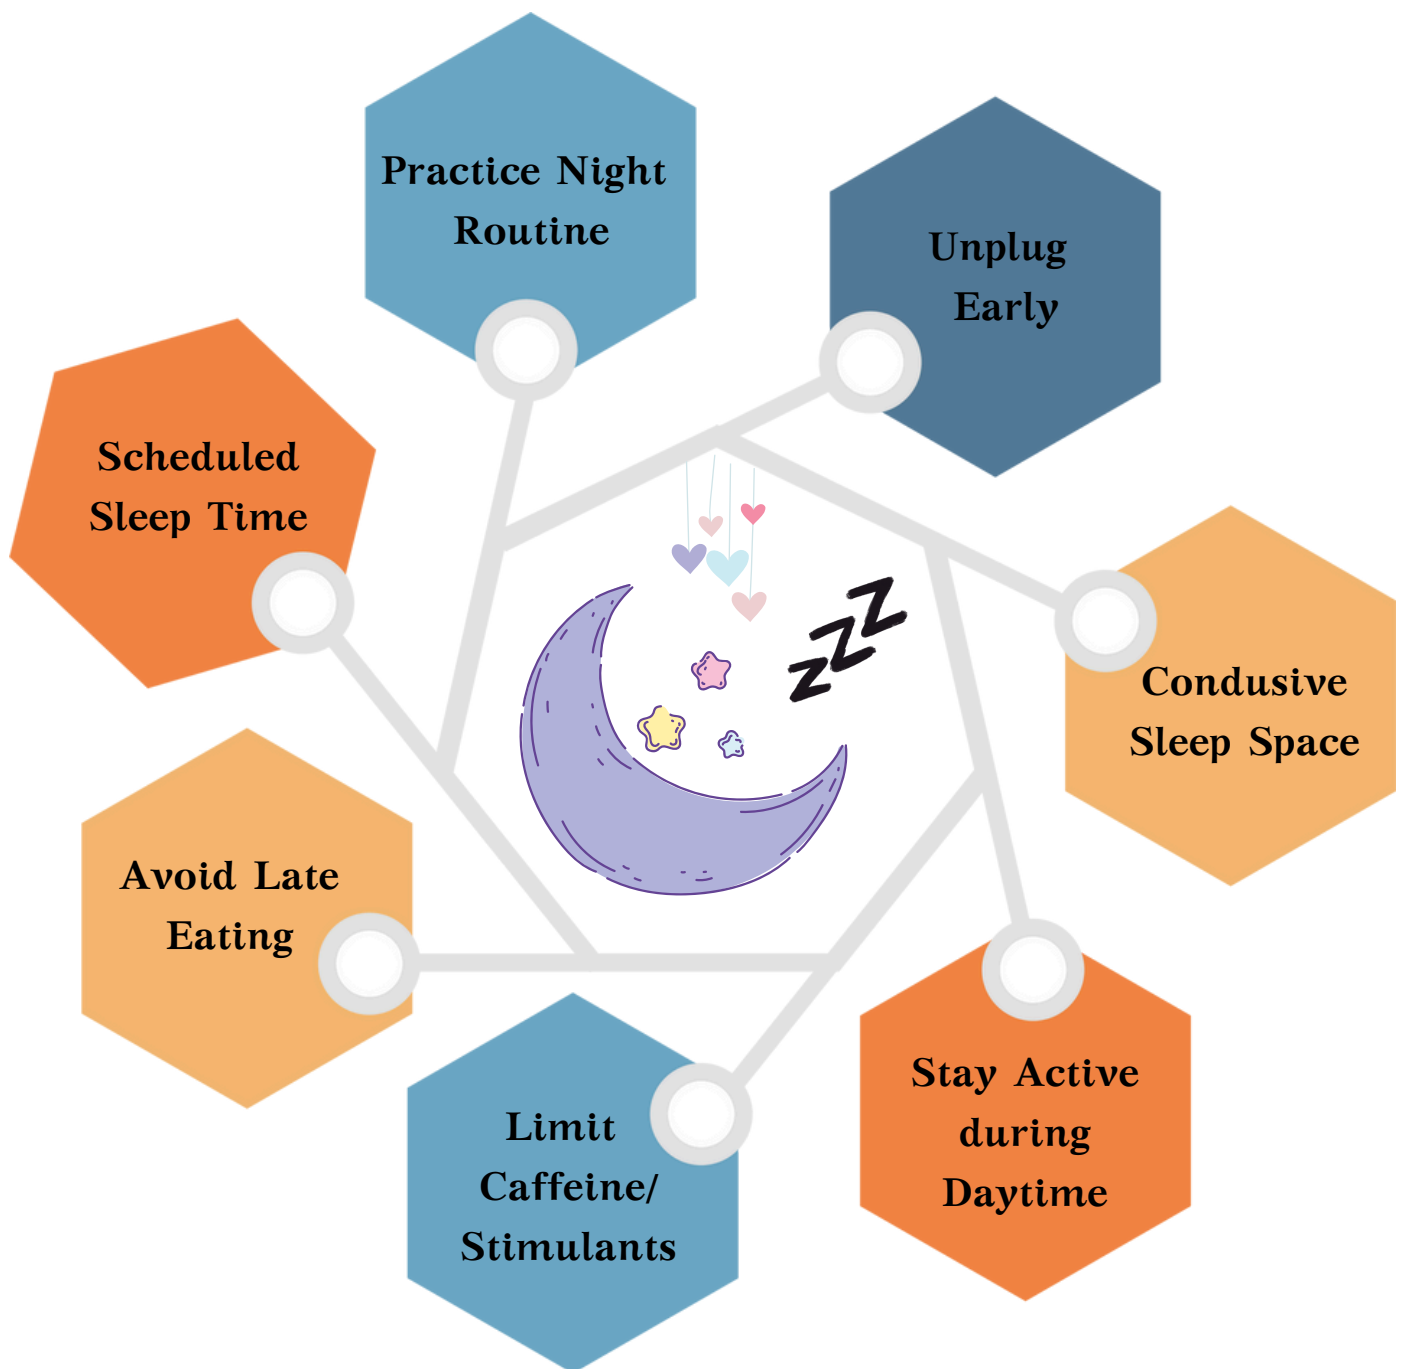 Practice Night
Routine
Unplug
Early
Scheduled
Sleep Time
Condusive
Sleep Space
Avoid Late
Eating
Limit
Caffeine/
Stimulants
Stay Active
during
Daytime
zZZ